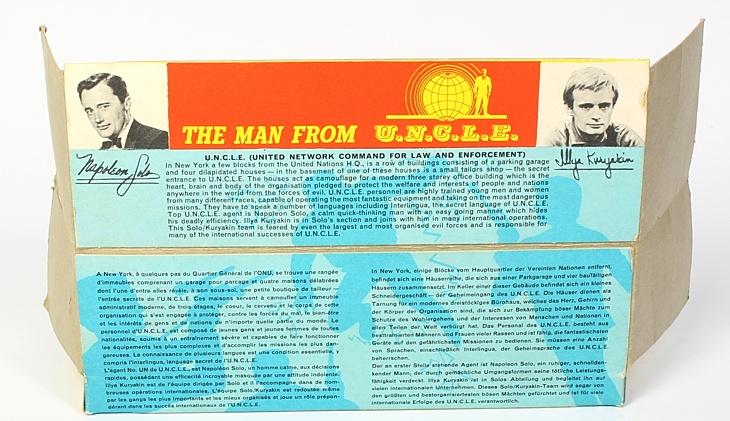 THE MAN FROM U.N.C.L.E.
Napoleon Solo
Illya Kuryakin
U.N.C.L.E. (UNITED NETWORK COMMAND FOR LAW AND ENFORCEMENT)
In New York a few blocks from the United Nations H.Q., is a row of buildings consisting of a parking garage
and four dilapidated houses — in the basement of one of these houses is a small tailors shop — the secret
entrance to U.N.C.L.E. The houses act as camouflage for a modern three storey office building which is the
heart, brain and body of the organisation pledged to protect the welfare and interests of people and nations
anywhere in the world from the forces of evil. U.N.C.L.E. personnel are highly trained young men and women
from many different races, capable of operating the most fantastic equipment and taking on the most dangerous
missions. They have to speak a number of languages including Interlingua, the secret language of U.N.C.L.E.
Top U.N.C.L.E. agent is Napoleon Solo, a calm quick-thinking man with an easy going manner which hides
his deadly efficiency. Illya Kuryakin is in Solo's section and joins with him in many international operations.
This Solo/Kuryakin team is feared by even the largest and most organised evil forces and is responsible for
many of the international successes of U.N.C.L.E.
A New York, à quelques pas du Quartier Général de l'ONU, se trouve une rangée
d'immeubles comprenant un garage pour parcage et quatre maisons délabrées
dont l'une d'entre elles révèle, à son sous-sol, une petite boutique de tailleur,
l'entrée secrète de l'U.N.C.L.E. Ces maisons servent à camoufler un immeuble
administratif moderne, de trois étages, le coeur, le cerveau et le corps de cette
organisation qui s'est engagée à protéger, contre les forces du mal, le bien-être
et les intérêts de gens et de nations de n'importe quelle partie du monde. Le
personnel d'U.N.C.L.E. est composé de jeunes gens et jeunes femmes de toutes
nationalités, soumis à un entraînement sévère et capables de faire fonctionner
les équipements les plus complexes et d'accomplir les missions les plus dan-
gereuses. La connaissance de plusieurs langues est une condition essentielle, y
compris l'interlingua, langage secret de l'U.N.C.L.E.
L'agent No. UN de U.N.C.L.E., est Napoléon Solo, un homme calme, aux décisions
rapides, possédant une efficacité incroyable masquée par une attitude indolente.
Illya Kuryakin est de l'équipe dirigée par Solo et il l'accompagne dans de nom-
breuses opérations internationales. L'équipe Solo/Kuryakin est redoutée même
par les gangs les plus importants et les mieux organisés et joue un rôle prépon-
dérant dans les succès internationaux de l'U.N.C.L.E.
In New York, einige Blöcke vom Hauptquartier der Vereinten Nationen entfernt,
befindet sich eine Häuserreihe, die sich aus einer Parkgarage und vier baufälligen
Häusern zusammensetzt. Im Keller einer dieser Gebäude befindet sich ein kleines
Schneidergeschäft — der Geheimeingang des U.N.C.L.E. Die Häuser dienen als
Tarnung für ein modernes dreistöckiges Bürohaus, welches das Herz, Gehirn und
der Körper der Organisation sind, die sich zur Bekämpfung böser Mächte zum
Schutze des Wohlergehens und der Interessen von Menschen und Nationen in
allen Teilen der Welt verbürgt hat. Das Personal des U.N.C.L.E. besteht aus
bestrainierten Männern und Frauen vieler Rassen und ist fähig, die fantastischen
Geräte auf den gefährlichsten Missionen zu bedienen. Sie müssen eine Anzahl
von Sprachen, einschließlich Interlingua, der Geheimsprache des U.N.C.L.E.
beherrschen.
Der an erster Stelle stehende Agent ist Napoleon Solo, ein ruhiger, schnelden-
kender Mann, der durch gemächliche Umgangsformen seine tötliche Leistungs-
fähigkeit verdeckt. Illya Kuryakin ist in Solos Abteilung und begleitet ihn auf
vielen internationalen Unternehmen. Dieses Solo/Kuryakin-Team wird sogar von
den größten und bestorganisiertesten bösen Mächten gefürchtet und ist für viele
internationale Erfolge des U.N.C.L.E. verantwortlich.